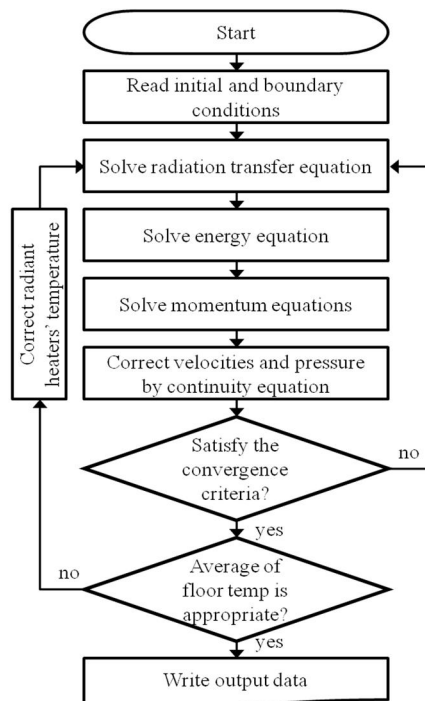 Start
Read initial and boundary
conditions
Solve radiation transfer equation
Solve energy equation
Correct radiant
heaters' temperature
Solve momentum equations
Correct velocities and pressure
by continuity equation
Satisfy the
convergence
criteria?
no
yes
Average of
floor temp is
appropriate?
no
yes
Write output data